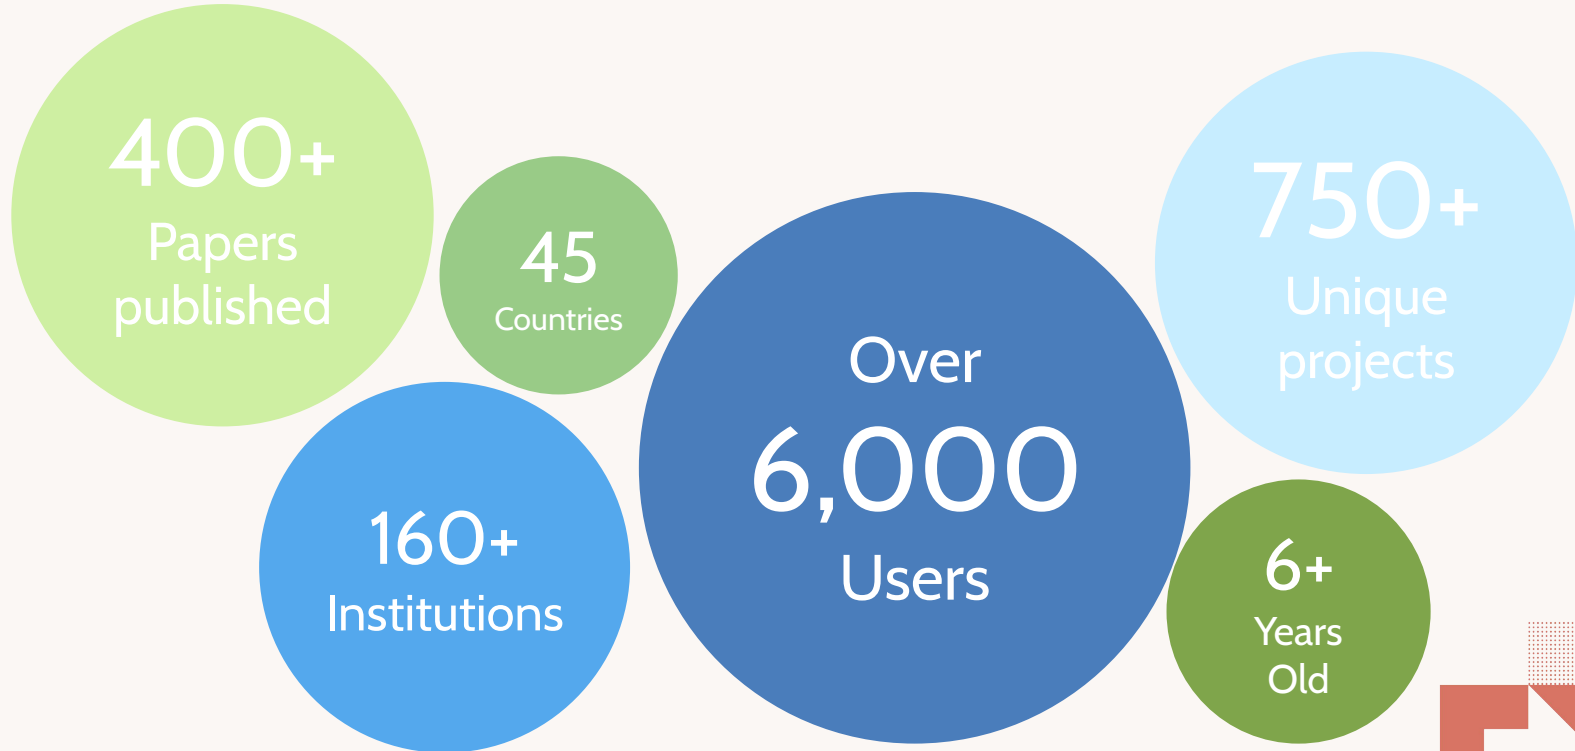 400+
Papers
published
45
Countries
160+
Institutions
Over
6,000
Users
750+
Unique
projects
6+
Years
Old